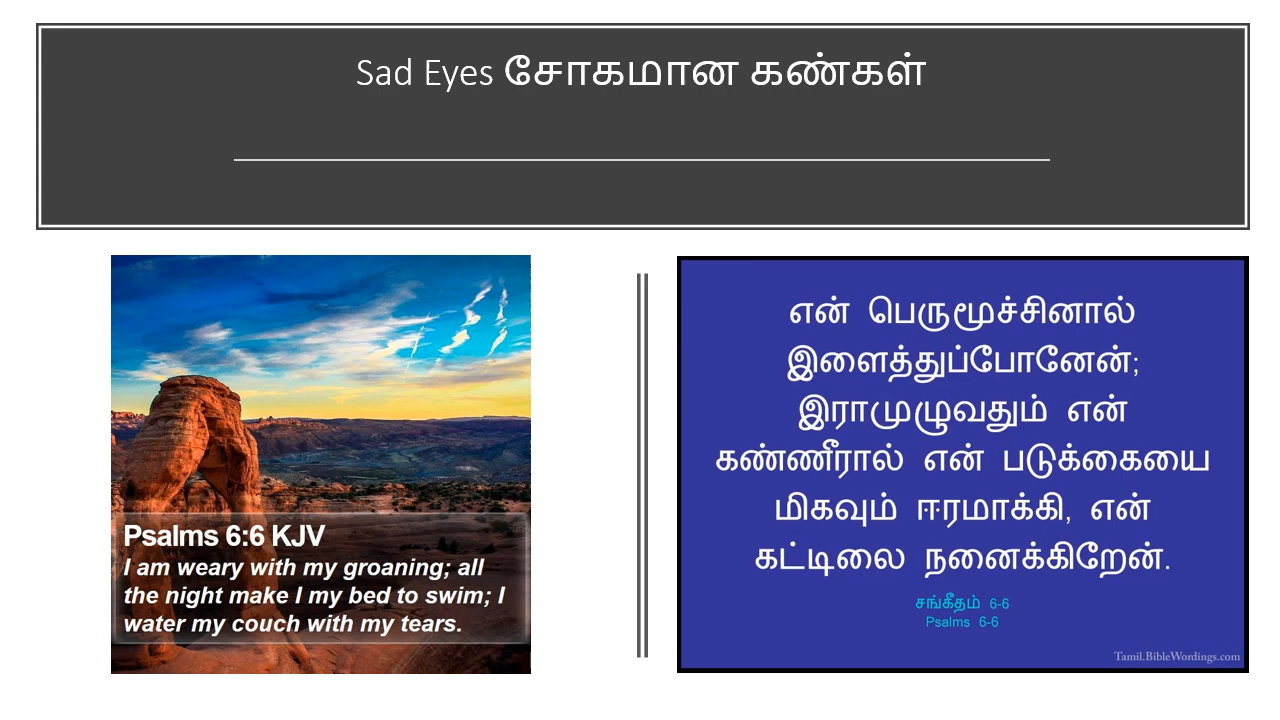 Sad Eyes சோகமான கண்கள்
Psalms 6:6 KJV
I am weary with my groaning; all
the night make I my bed to swim; I
water my couch with my tears.
என் பெருமூச்சினால்
இளைத்துப்போனேன்;
இராமுழுவதும் என்
கண்ணீரால் என் படுக்கையை
மிகவும் ஈரமாக்கி, என்
கட்டிலை நனைக்கிறேன்.
சங்கீதம் 6-6
Psalms 6-6
Tamil.BibleWordings.com